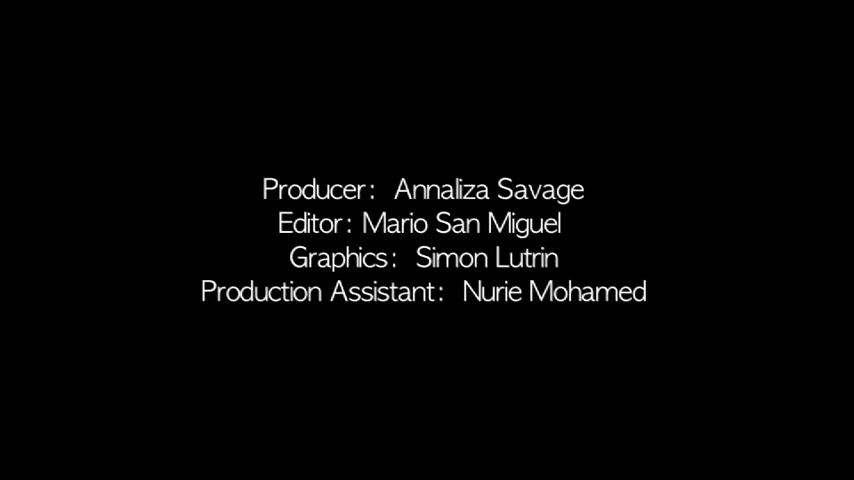 Producer: Annaliza Savage
Editor: Mario San Miguel
Graphics: Simon Lutrin
Production Assistant: Nurie Mohamed